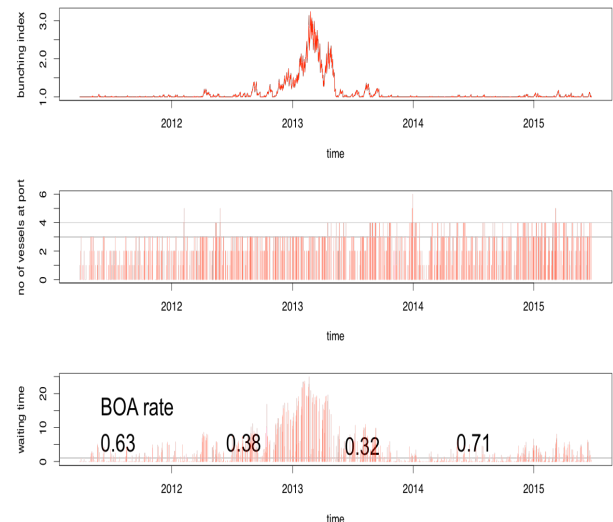 bunching index
3.0
2.0
1.0
2012 2013 2014 2015
time
no of vessels at port
6
4
2
0
2012 2013 2014 2015
time
waiting time
20
10
0
BOA rate
0.63 0.38 0.32 0.71
2012 2013 2014 2015
time